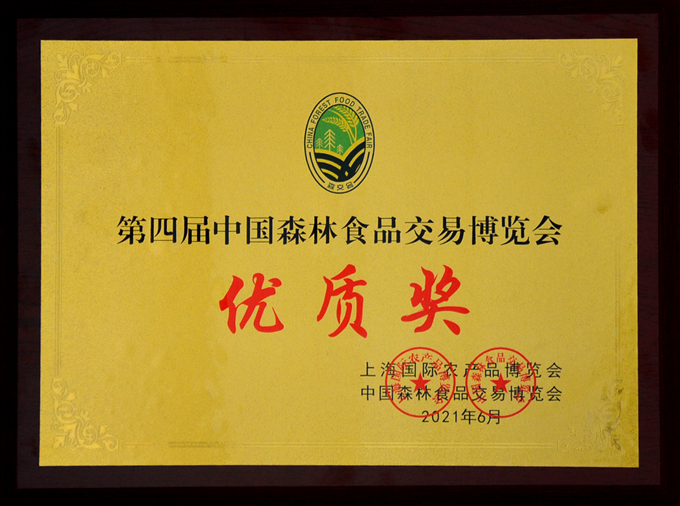 CHINA FOREST FOOD TRADE FAIR
森交会
第四届中国森林食品交易博览会
优质奖
上海国际农产品博览会
中国森林食品交易博览会
2021年6月